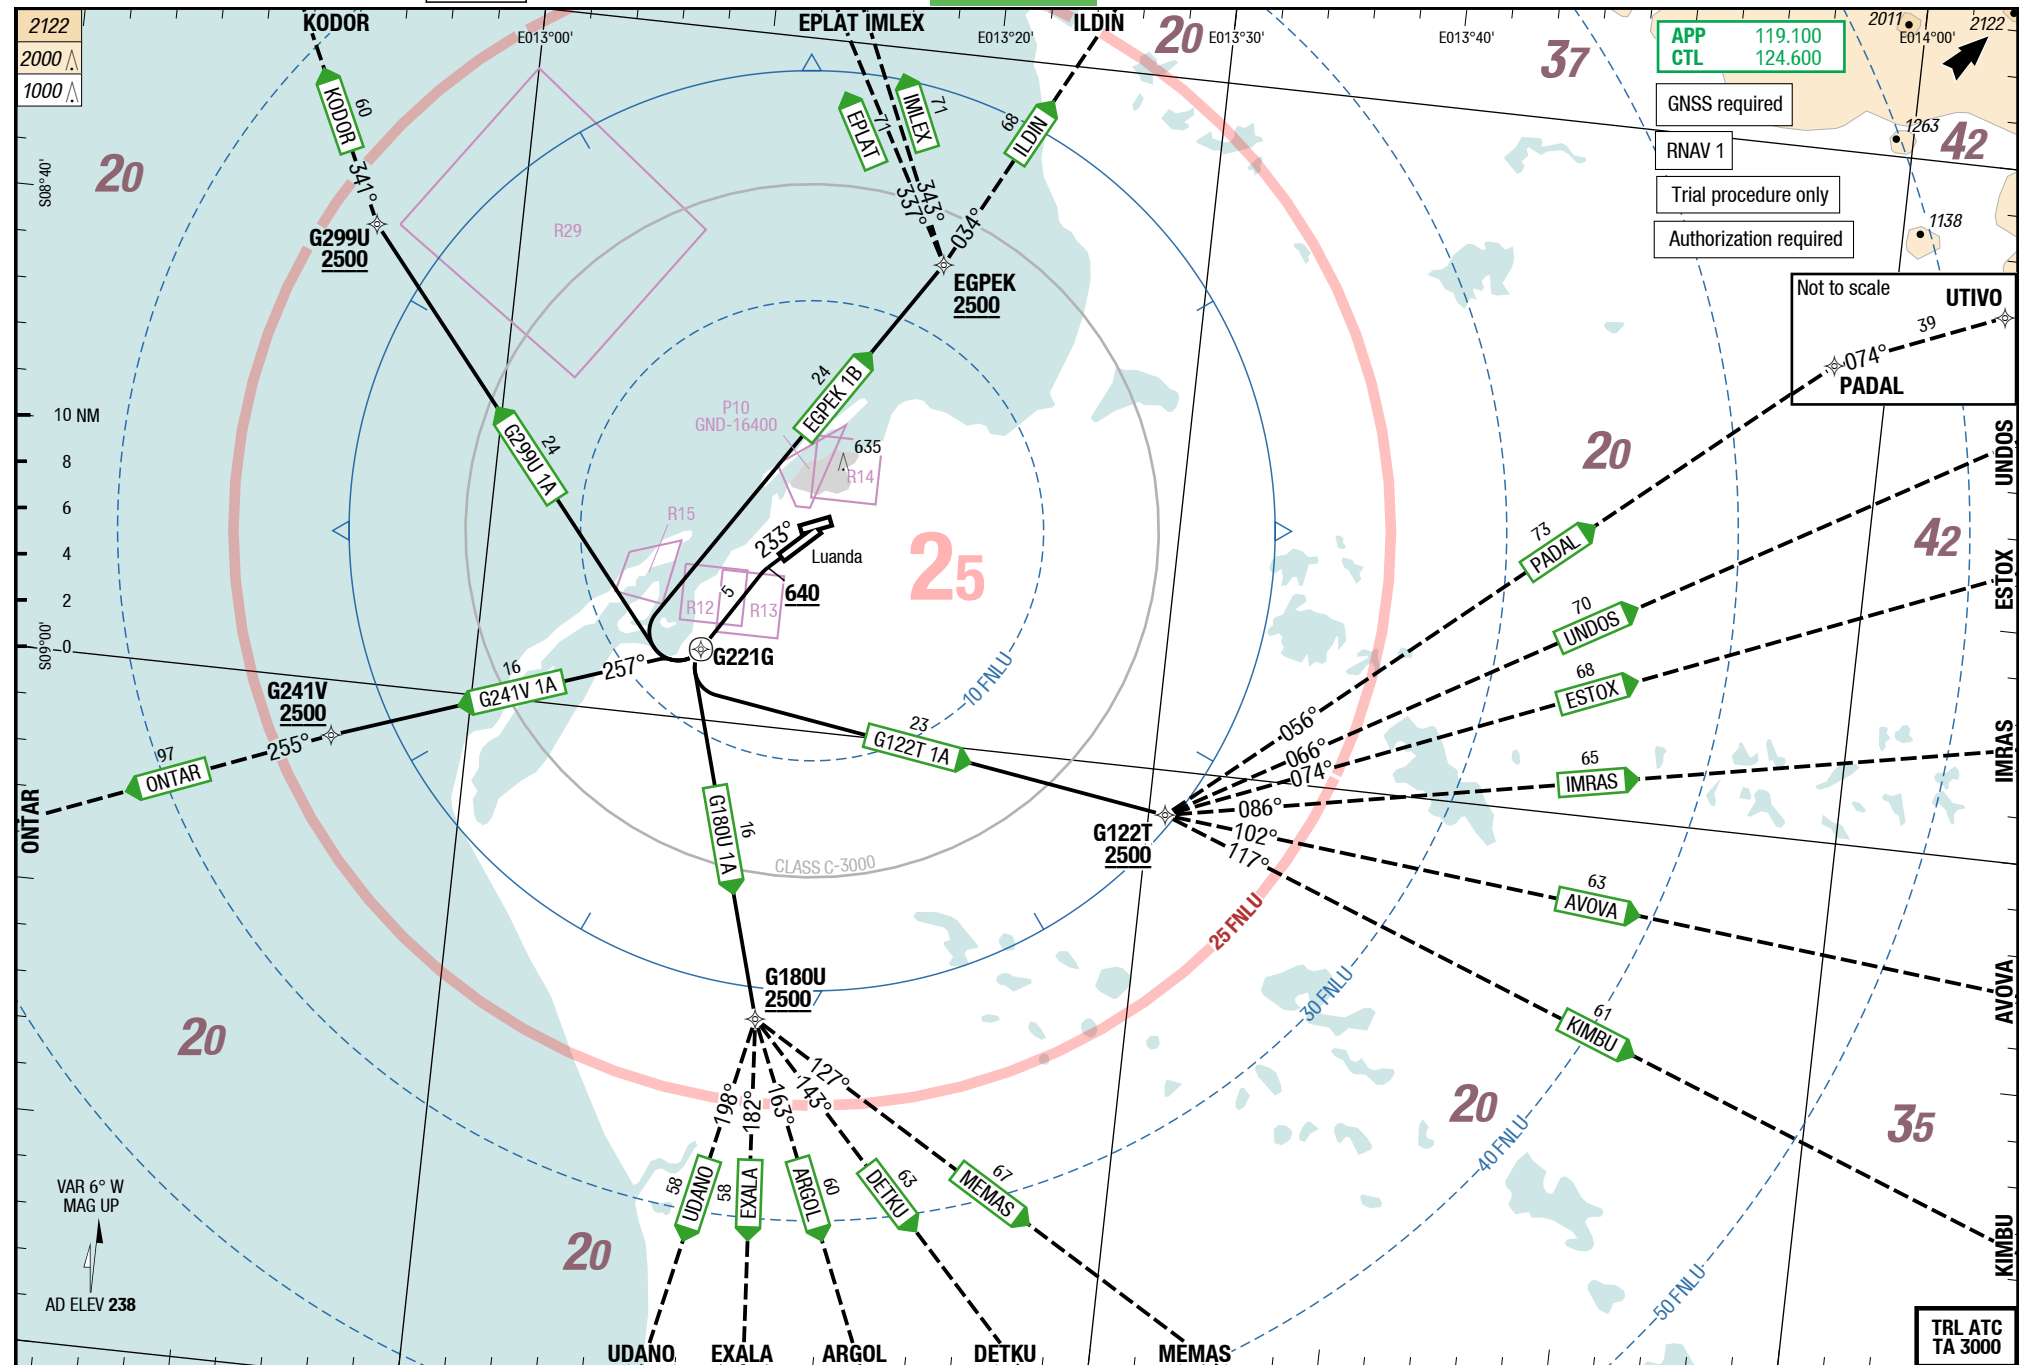 2122
2000
1000
KODOR
E013°00'
EPLAT IMLEX
E013°20'
ILDIN
20
E013°30'
E013°40'
37
APP 119.100
CTL 124.600
2011
2122
E014°00'
GNSS required
RNAV 1
Trial procedure only
Authorization required
1263
42
1138
20
S08°40'
60
KODOR
341°
G299U
2500
R29
71
EPLAT
71
IMLEX
68
ILDIN
337°
343°
034°
EGPEK
2500
Not to scale
UTIVO
39
074°
PADAL
10 NM
8
6
4
2
0
S09°00'
24
G299U 1A
24
EGPEK 1B
P10
GND-16400
635
R14
R15
233°
Luanda
25
640
R12
5
R13
G221G
20
UNDOS
42
ESTOX
73
PADAL
70
UNDOS
68
ESTOX
65
IMRAS
IMRAS
16
G241V 1A
257°
G241V
2500
255°
97
ONTAR
ONTAR
10 FNLU
23
G122T 1A
056°
066°
074°
086°
102°
117°
G122T
2500
G180U 1A
16
CLASS C-3000
63
AVOVA
AVOVA
25 FNLU
G180U
2500
30 FNLU
61
KIMBU
KIMBU
20
198°
182°
163°
143°
127°
20
35
40 FNLU
58
UDANO
58
EXALA
60
ARGOL
63
DETKU
67
MEMAS
VAR 6° W
MAG UP
AD ELEV 238
20
50 FNLU
TRL ATC
TA 3000
UDANO
EXALA
ARGOL
DETKU
MEMAS